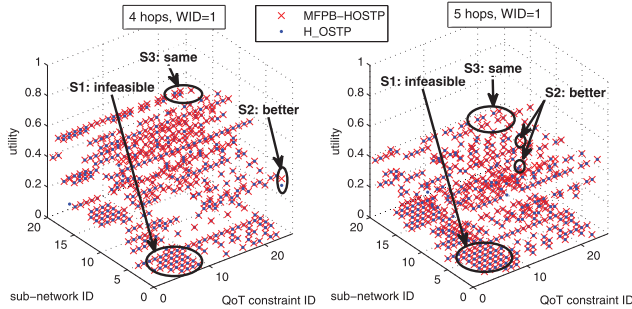 4 hops, WID=1
MFPB-HOSTP
H_OSTP
5 hops, WID=1
S3: same
S1: infeasible
S2: better
utility
1
0.8
0.6
0.4
0.2
0
20
15
10
5
0
0
10
20
sub-network ID
QoT constraint ID
S3: same
S1: infeasible
S2: better
utility
1
0.8
0.6
0.4
0.2
0
20
15
10
5
0
0
10
20
sub-network ID
QoT constraint ID